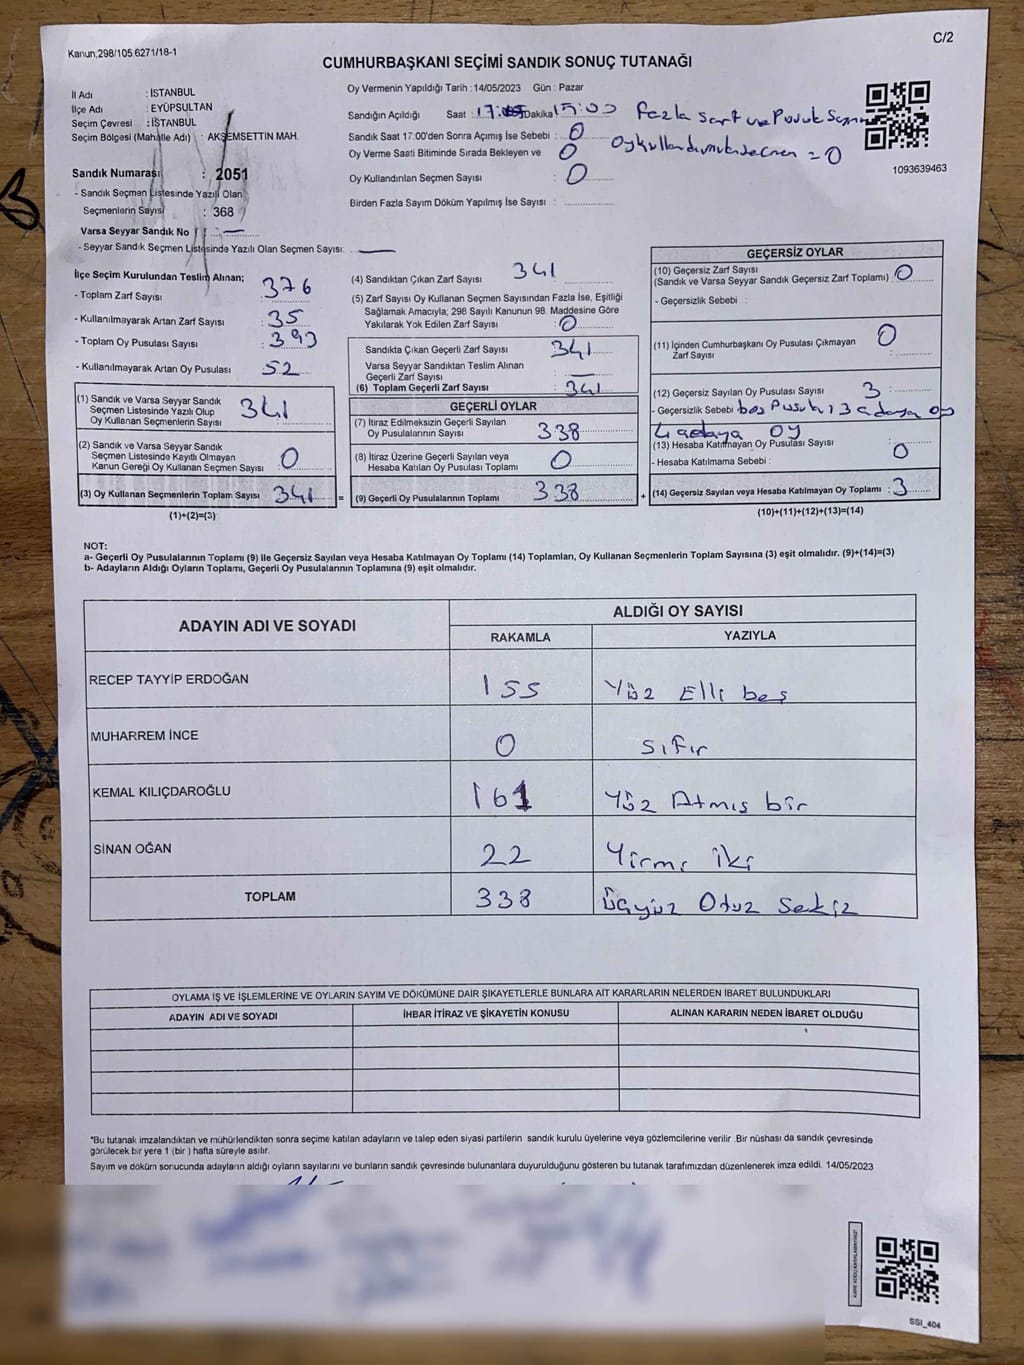 Kanun;298/105,6271/18-1
C/2
CUMHURBAŞKANI SEÇİMİ SANDIK SONUÇ TUTANAĞI
İl Adı : İSTANBUL
İlçe Adı : EYÜPSULTAN
Seçim Çevresi : İSTANBUL
Seçim Bölgesi (Mahalle Adı) : AKŞEMSETTİN MAH.
Sandık Numarası : 2051
- Sandık Seçmen Listesinde Yazılı Olan
Seçmenlerin Sayısı : 368
Varsa Seyyar Sandık No : —
- Seyyar Sandık Seçmen Listesinde Yazılı Olan Seçmen Sayısı: —
Oy Vermenin Yapıldığı Tarih : 14/05/2023 Gün : Pazar
Sandığın Açıldığı Saat : 17: Dakika
Sandık Saat 17:00'den Sonra Açımış İse Sebebi : 0
Oy Verme Saati Bitiminde Sırada Bekleyen ve 0
Oy Kullandırılan Seçmen Sayısı : 0
Birden Fazla Sayım Döküm Yapılmış İse Sayısı :
Fazla sarf ve Pusula Sayısı
= 0
1093639463
İlçe Seçim Kurulundan Teslim Alınan;
- Toplam Zarf Sayısı : 376
- Kullanılmayarak Artan Zarf Sayısı : 35
- Toplam Oy Pusulası Sayısı : 393
- Kullanılmayarak Artan Oy Pusulası : 52
(1) Sandık ve Varsa Seyyar Sandık
Seçmen Listesinde Yazılı Olup
Oy Kullanan Seçmenlerin Sayısı 341
(2) Sandık ve Varsa Seyyar Sandık
Seçmen Listesinde Kayıtlı Olmayan
Kanun Gereği Oy Kullanan Seçmen Sayısı 0
(3) Oy Kullanan Seçmenlerin Toplam Sayısı 341 =
(1)+(2)=(3)
(4) Sandıktan Çıkan Zarf Sayısı 341
(5) Zarf Sayısı Oy Kullanan Seçmen Sayısından Fazla İse, Eşitliği
Sağlamak Amacıyla; 298 Sayılı Kanunun 98. Maddesine Göre
Yakılarak Yok Edilen Zarf Sayısı : 0
Sandıkta Çıkan Geçerli Zarf Sayısı 341
Varsa Seyyar Sandıktan Teslim Alınan
Geçerli Zarf Sayısı —
(6) Toplam Geçerli Zarf Sayısı : 341
GEÇERLİ OYLAR
(7) İtiraz Edilmeksizin Geçerli Sayılan
Oy Pusulalarının Sayısı : 338
(8) İtiraz Üzerine Geçerli Sayılan veya
Hesaba Katılan Oy Pusulası Toplamı 0
(9) Geçerli Oy Pusulalarının Toplamı 338 +
GEÇERSİZ OYLAR
(10) Geçersiz Zarf Sayısı
(Sandık ve Varsa Seyyar Sandık Geçersiz Zarf Toplamı) : 0
- Geçersizlik Sebebi :
(11) İçinden Cumhurbaşkanı Oy Pusulası Çıkmayan
Zarf Sayısı : 0
(12) Geçersiz Sayılan Oy Pusulası Sayısı 3
- Geçersizlik Sebebi boş Pusula, 3 adaya oy
4 adaya oy
(13) Hesaba Katılmayan Oy Pusulası Sayısı 0
- Hesaba Katılmama Sebebi :
(14) Geçersiz Sayılan veya Hesaba Katılmayan Oy Toplamı : 3
(10)+(11)+(12)+(13)=(14)
NOT:
a- Geçerli Oy Pusulalarının Toplamı (9) ile Geçersiz Sayılan veya Hesaba Katılmayan Oy Toplamı (14) Toplamları, Oy Kullanan Seçmenlerin Toplam Sayısına (3) eşit olmalıdır. (9)+(14)=(3)
b- Adayların Aldığı Oyların Toplamı, Geçerli Oy Pusulalarının Toplamına (9) eşit olmalıdır.
ADAYIN ADI VE SOYADI ALDIĞI OY SAYISI
RAKAMLA YAZIYLA
RECEP TAYYİP ERDOĞAN 155 Yüz Elli beş
MUHARREM İNCE 0 sıfır
KEMAL KILIÇDAROĞLU 161 Yüz Atmış bir
SİNAN OĞAN 22 Yirmi iki
TOPLAM 338 üçyüz Otuz Sekiz
OYLAMA İŞ VE İŞLEMLERİNE VE OYLARIN SAYIM VE DÖKÜMÜNE DAİR ŞİKAYETLERLE BUNLARA AİT KARARLARIN NELERDEN İBARET BULUNDUKLARI
ADAYIN ADI VE SOYADI İHBAR İTİRAZ VE ŞİKAYETİN KONUSU ALINAN KARARIN NEDEN İBARET OLDUĞU
*Bu tutanak imzalandıktan ve mühürlendikten sonra seçime katılan adayların ve talep eden siyasi partilerin sandık kurulu üyelerine veya gözlemcilerine verilir .Bir nüshası da sandık çevresinde
görülecek bir yere 1 (bir ) hafta süreyle asılır.
Sayım ve döküm sonucunda adayların aldığı oyların sayılarını ve bunların sandık çevresinde bulunanlara duyurulduğunu gösteren bu tutanak tarafımızdan düzenlenerek imza edildi. 14/05/2023
SSI_404